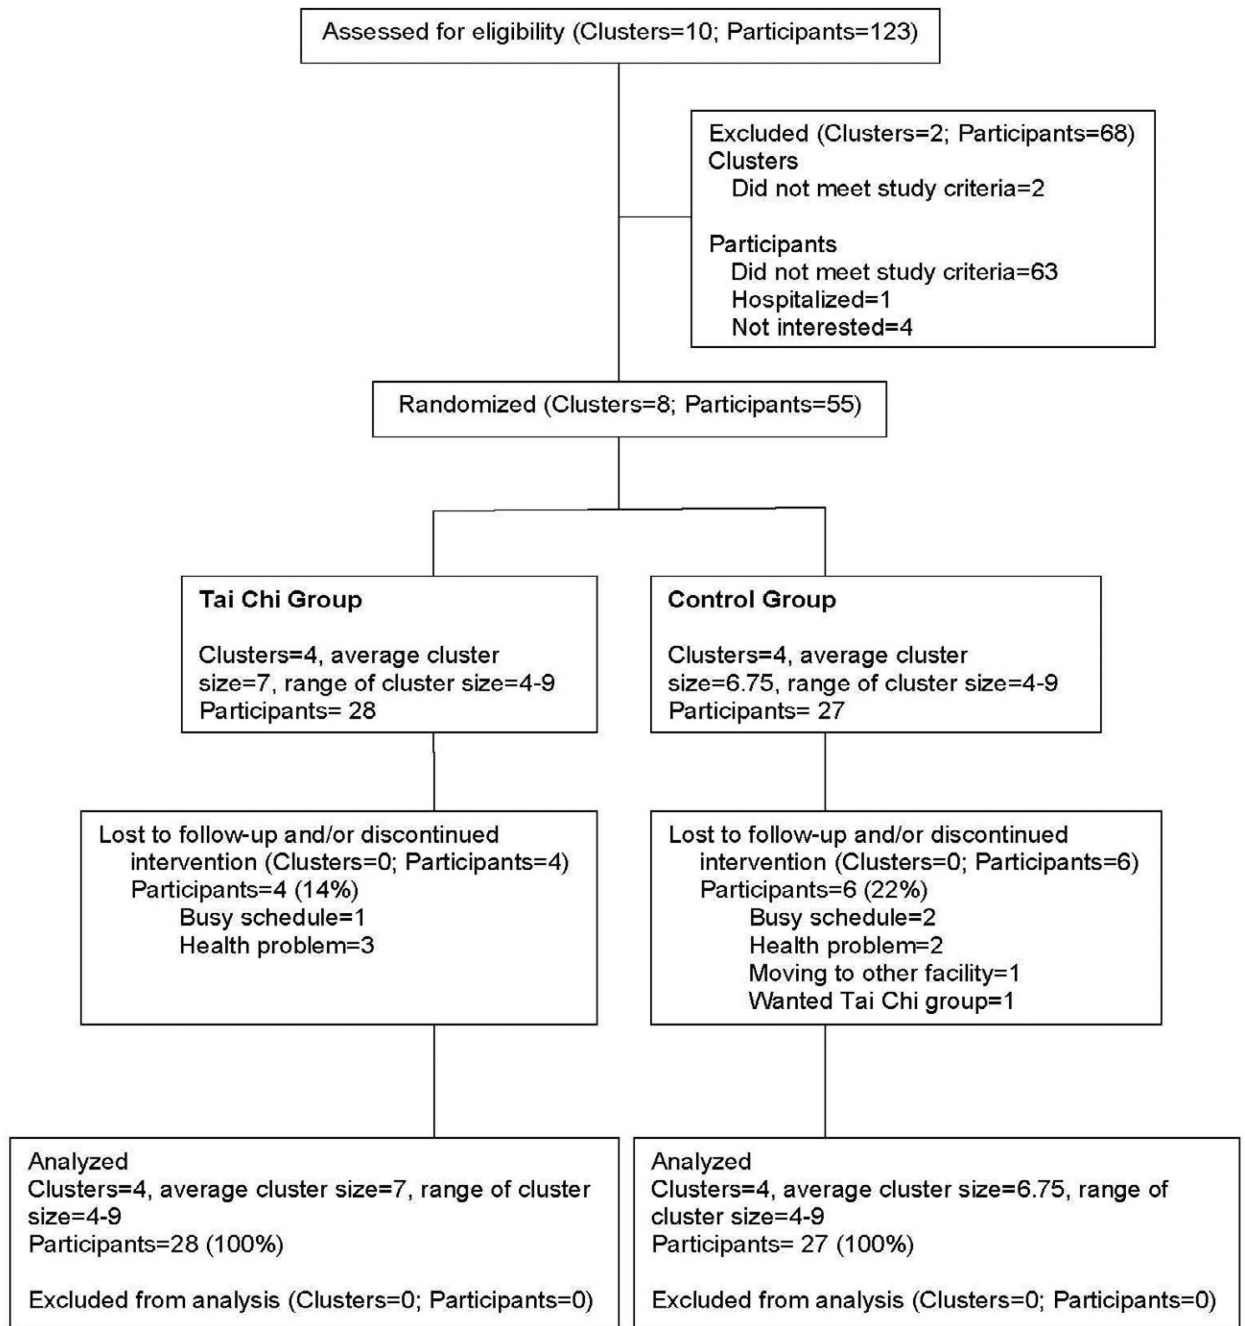 Assessed for eligibility (Clusters=10; Participants=123)
Excluded (Clusters=2; Participants=68)
Clusters
Did not meet study criteria=2
Participants
Did not meet study criteria=63
Hospitalized=1
Not interested=4
Randomized (Clusters=8; Participants=55)
Tai Chi Group
Clusters=4, average cluster
size=7, range of cluster size=4-9
Participants= 28
Control Group
Clusters=4, average cluster
size=6.75, range of cluster size=4-9
Participants= 27
Lost to follow-up and/or discontinued
intervention (Clusters=0; Participants=4)
Participants=4 (14%)
Busy schedule=1
Health problem=3
Lost to follow-up and/or discontinued
intervention (Clusters=0; Participants=6)
Participants=6 (22%)
Busy schedule=2
Health problem=2
Moving to other facility=1
Wanted Tai Chi group=1
Analyzed
Clusters=4, average cluster size=7, range of cluster
size=4-9
Participants=28 (100%)
Excluded from analysis (Clusters=0; Participants=0)
Analyzed
Clusters=4, average cluster size=6.75, range of
cluster size=4-9
Participants= 27 (100%)
Excluded from analysis (Clusters=0; Participants=0)